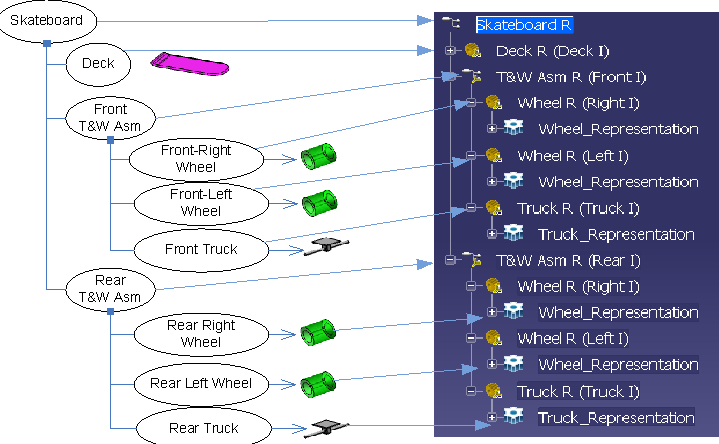 Skateboard
Deck
Front
T&W Asm
Front-Right
Wheel
Front-Left
Wheel
Front Truck
Rear
T&W Asm
Rear Right
Wheel
Rear Left Wheel
Rear Truck
Skateboard R
Deck R (Deck I)
T&W Asm R (Front I)
Wheel R (Right I)
Wheel_Representation
Wheel R (Left I)
Wheel_Representation
Truck R (Truck I)
Truck_Representation
T&W Asm R (Rear I)
Wheel R (Right I)
Wheel_Representation
Wheel R (Left I)
Wheel_Representation
Truck R (Truck I)
Truck_Representation